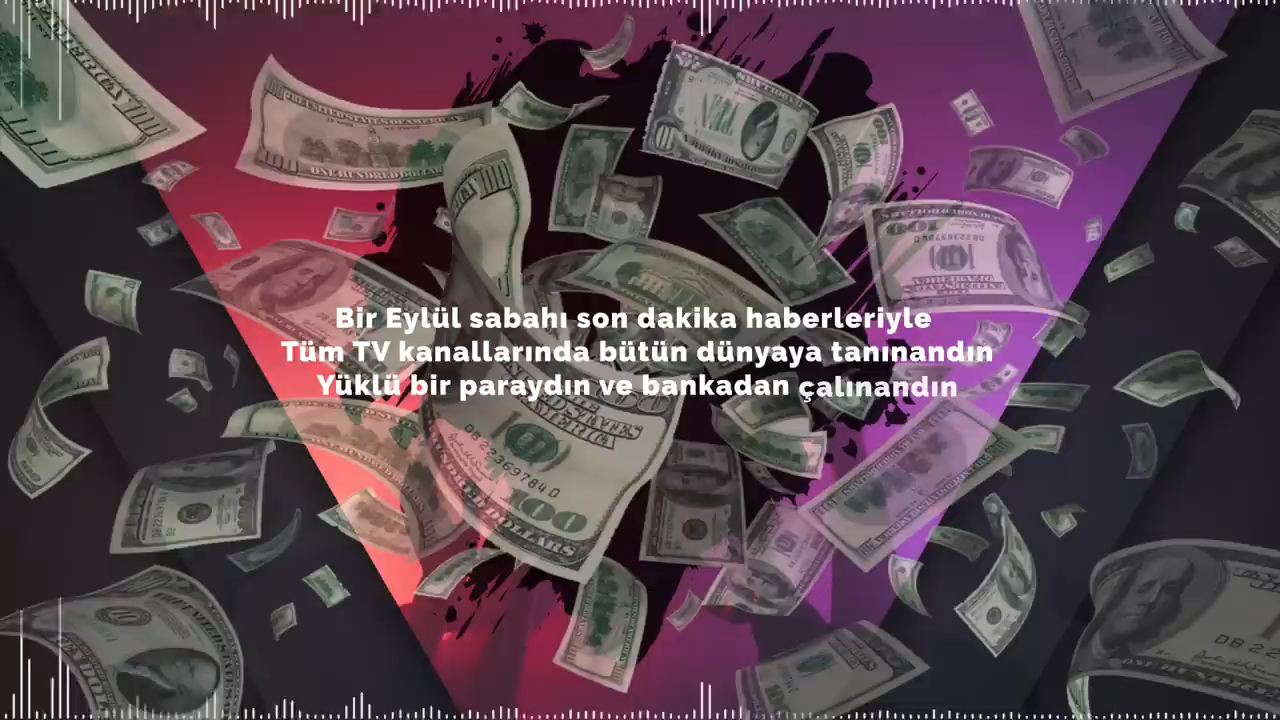 Bir Eylül sabahı son dakika haberleriyle
Tüm TV kanallarında bütün dünyaya tanınandın
Yüklü bir paraydın ve bankadan çalınandın